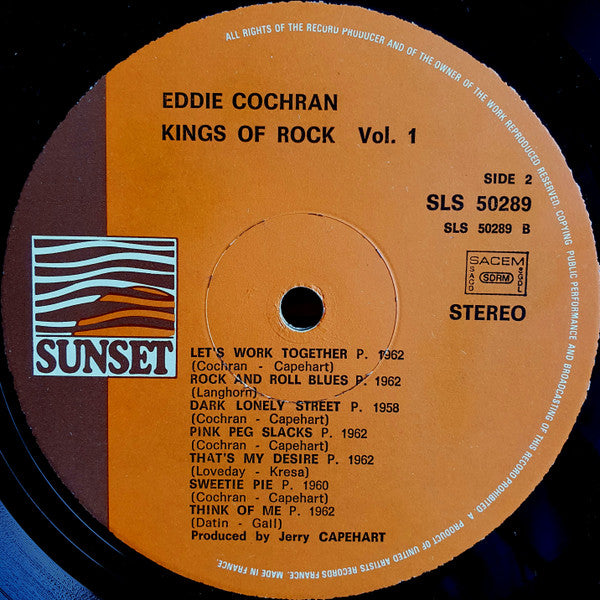 ALL RIGHTS OF THE RECORD PRODUCER AND OF THE OWNER OF THE WORK REPRODUCED RESERVED. COPYING PUBLIC PERFORMANCE AND BROADCASTING OF THIS RECORD PROHIBITED. A PRODUCT OF UNITED ARTISTS RECORDS FRANCE. MADE IN FRANCE.
EDDIE COCHRAN
KINGS OF ROCK Vol. 1
SIDE 2
SLS 50289
SLS 50289 B
SACEM
SACD
SDRM
SGDL
STEREO
SUNSET
LET'S WORK TOGETHER P. 1962
(Cochran - Capehart)
ROCK AND ROLL BLUES P. 1962
(Langhorn)
DARK LONELY STREET P. 1958
(Cochran - Capehart)
PINK PEG SLACKS P. 1962
(Cochran - Capehart)
THAT'S MY DESIRE P. 1962
(Loveday - Kresa)
SWEETIE PIE P. 1960
(Cochran - Capehart)
THINK OF ME P. 1962
(Datin - Gall)
Produced by Jerry CAPEHART